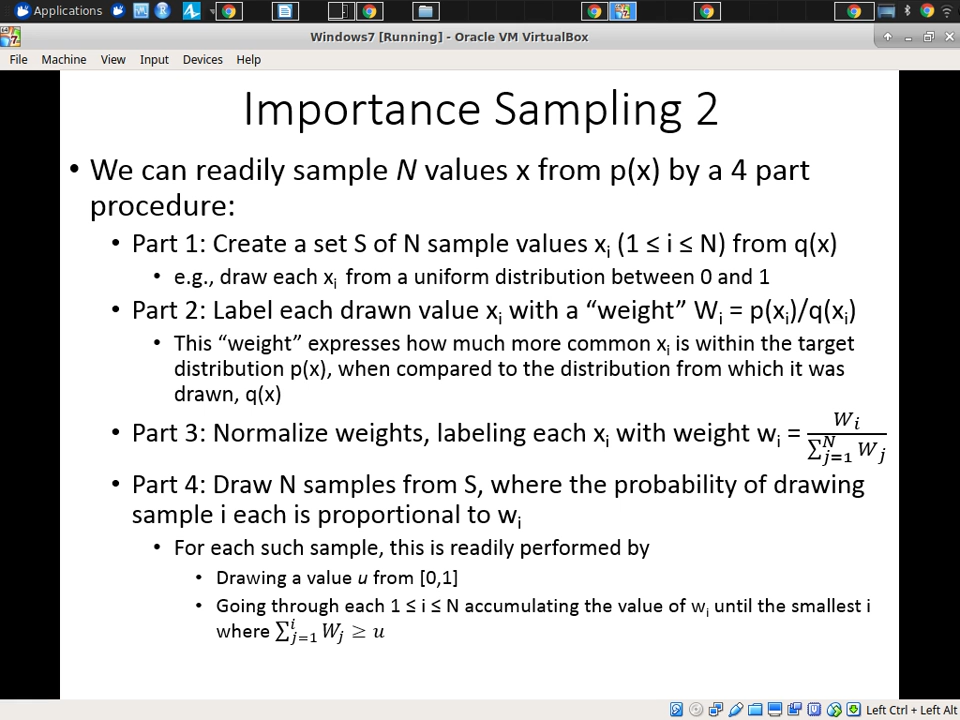 Applications
Windows7 [Running] - Oracle VM VirtualBox
File Machine View Input Devices Help
Importance Sampling 2
• We can readily sample N values x from p(x) by a 4 part
procedure:
• Part 1: Create a set S of N sample values xᵢ (1 ≤ i ≤ N) from q(x)
• e.g., draw each xᵢ from a uniform distribution between 0 and 1
• Part 2: Label each drawn value xᵢ with a “weight” Wᵢ = p(xᵢ)/q(xᵢ)
• This “weight” expresses how much more common xᵢ is within the target
distribution p(x), when compared to the distribution from which it was
drawn, q(x)
• Part 3: Normalize weights, labeling each xᵢ with weight wᵢ = Wᵢ / ∑ⱼ₌₁ᴺ Wⱼ
• Part 4: Draw N samples from S, where the probability of drawing
sample i each is proportional to wᵢ
• For each such sample, this is readily performed by
• Drawing a value u from [0,1]
• Going through each 1 ≤ i ≤ N accumulating the value of wᵢ until the smallest i
where ∑ⱼ₌₁ⁱ Wⱼ ≥ u
Left Ctrl + Left Alt